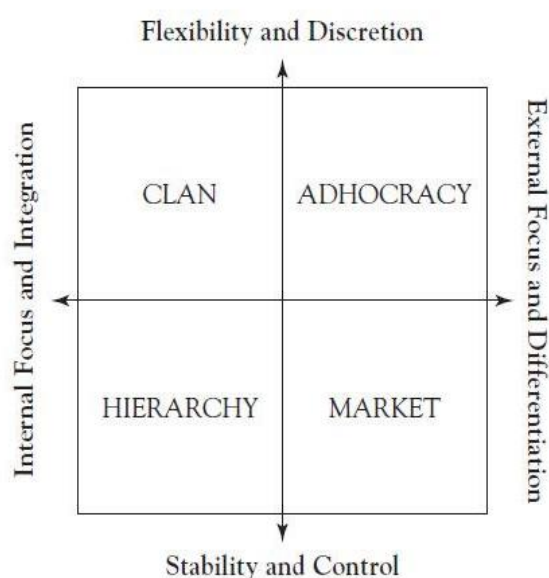 Flexibility and Discretion
Internal Focus and Integration
CLAN
ADHOCRACY
External Focus and Differentiation
HIERARCHY
MARKET
Stability and Control